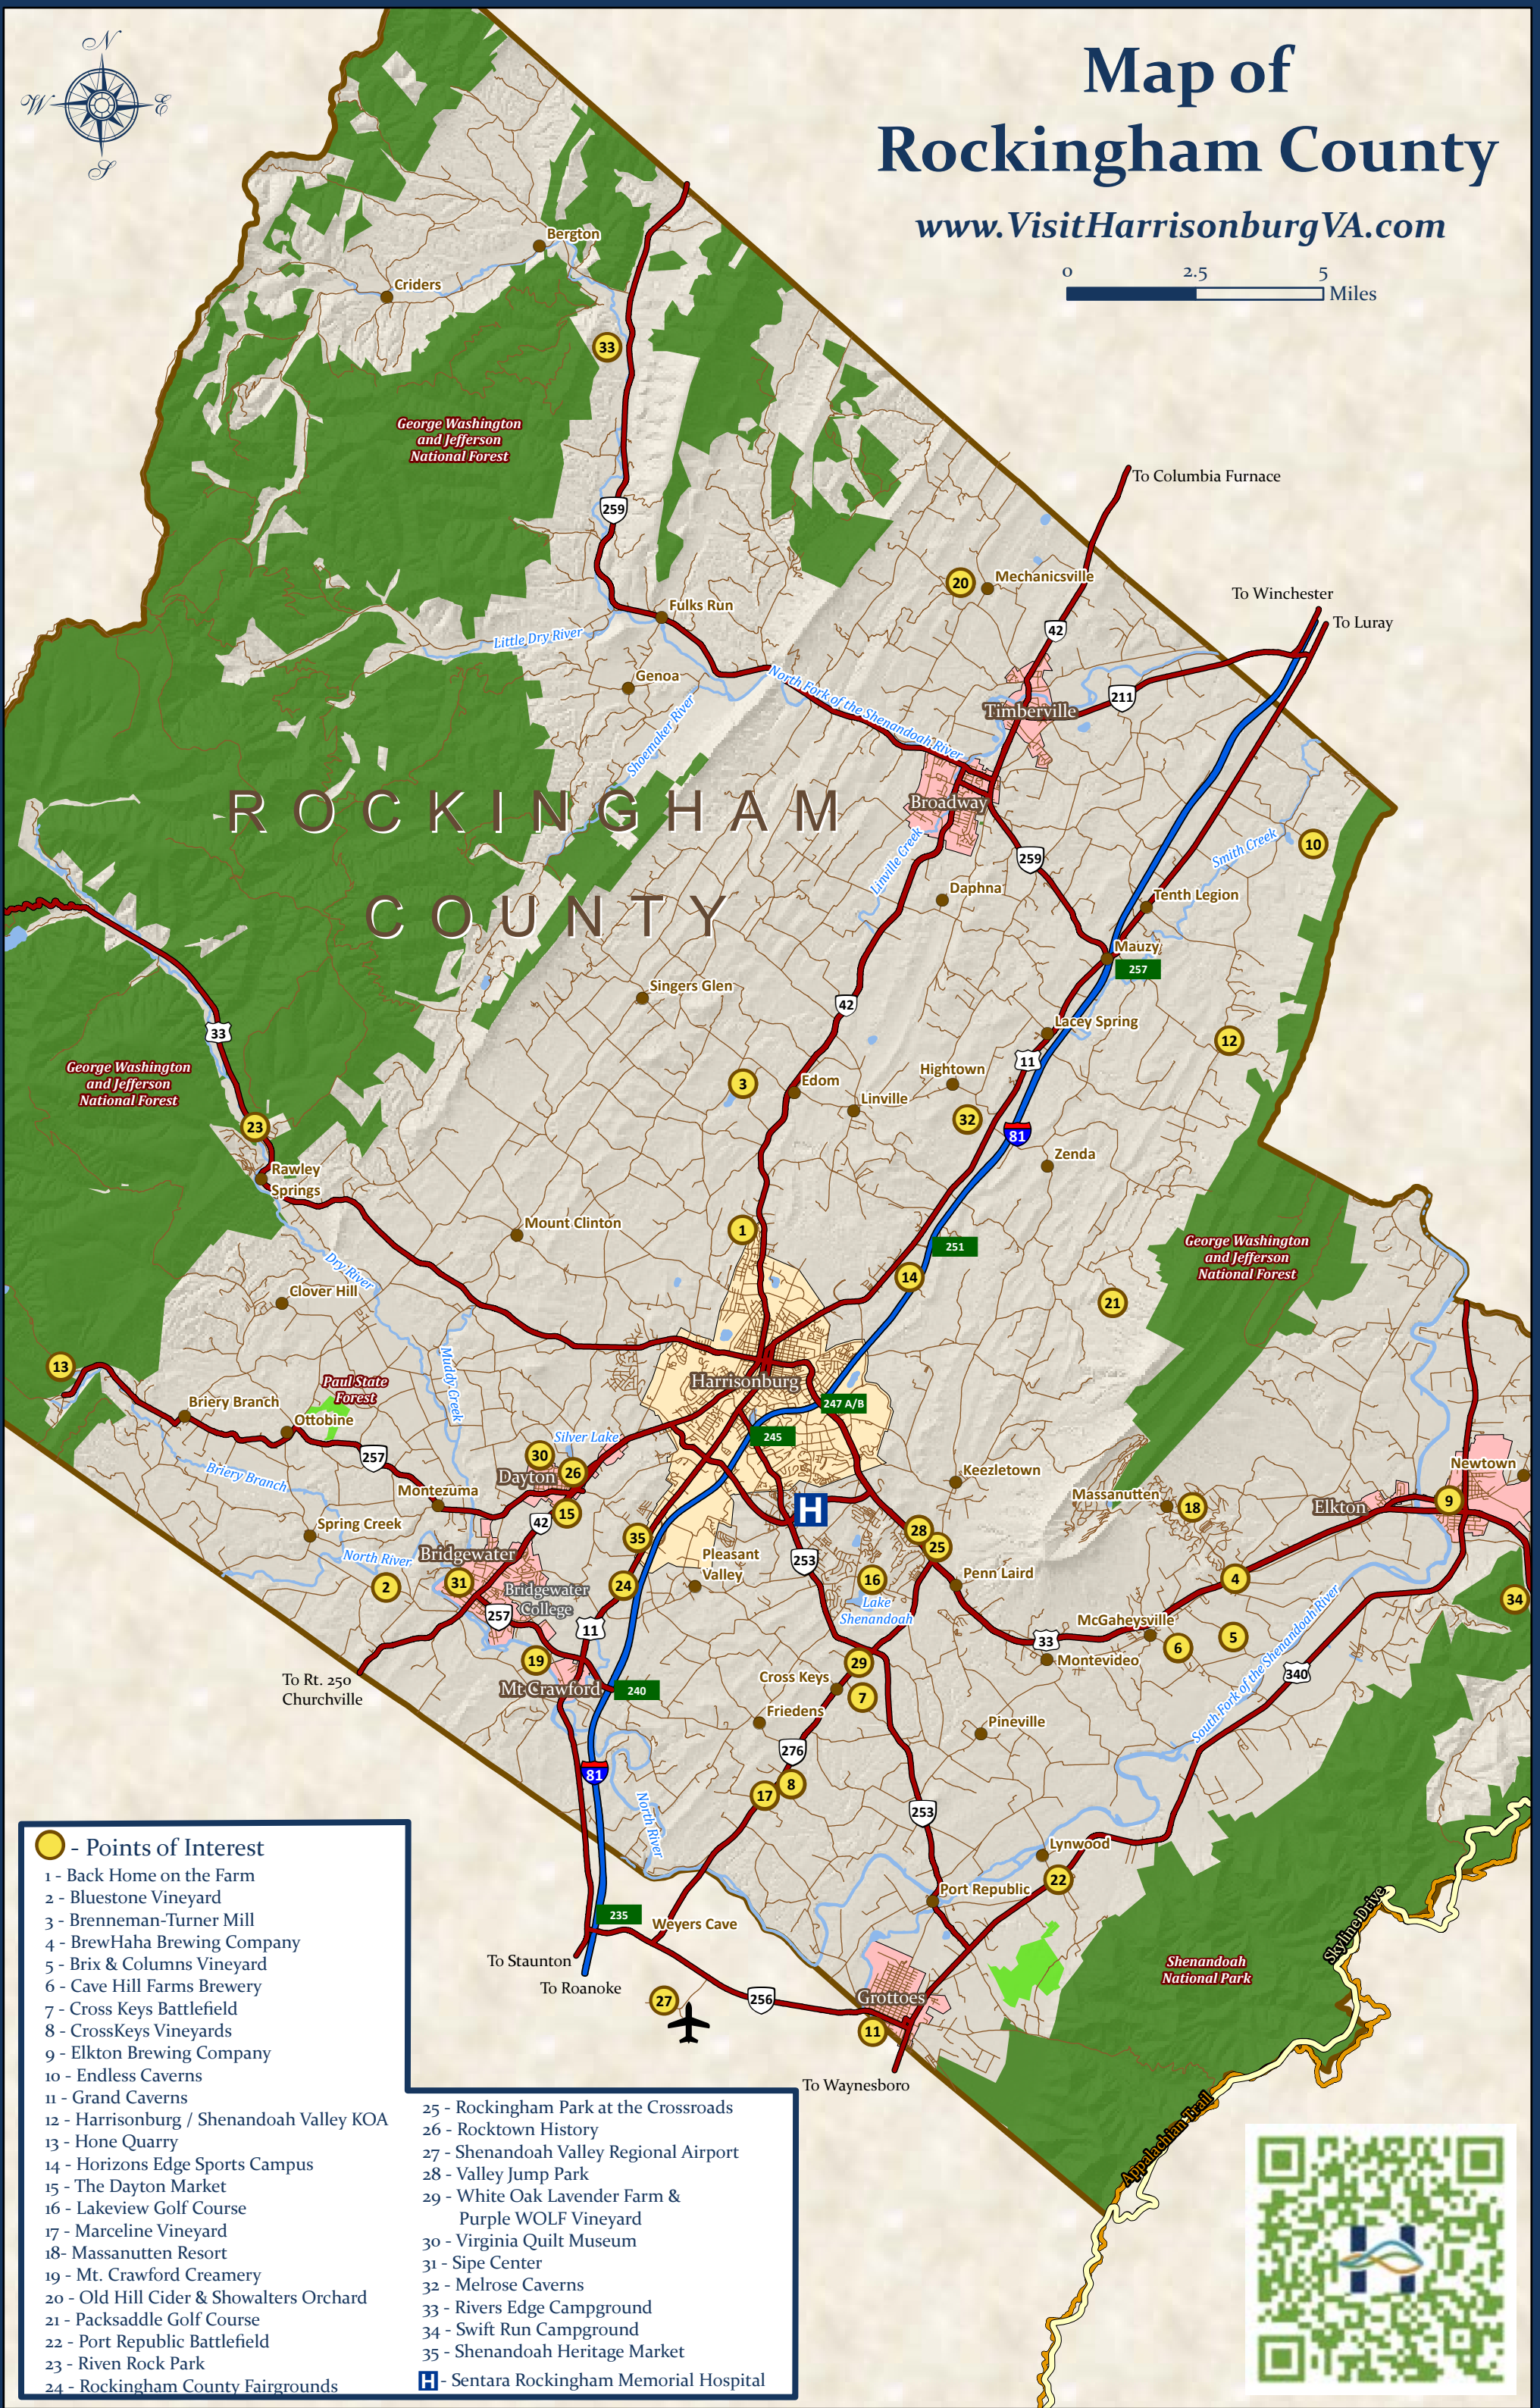 N
W
E
S
Map of
Rockingham County
www.VisitHarrisonburgVA.com
0 2.5 5
Miles
Bergton
Criders
33
George Washington
and Jefferson
National Forest
To Columbia Furnace
259
20
Mechanicsville
To Winchester
Fulks Run
To Luray
42
Little Dry River
Genoa
North Fork of the Shenandoah River
211
Timberville
Shoemaker River
ROCKINGHAM
Broadway
10
Smith Creek
Linville Creek
259
Daphna
Tenth Legion
COUNTY
Mauzy
257
Singers Glen
42
Lacey Spring
33
12
11
George Washington
and Jefferson
National Forest
Hightown
3
Edom
Linville
32
23
81
Zenda
Rawley
Springs
Mount Clinton
1
George Washington
and Jefferson
National Forest
251
Dry River
14
Clover Hill
21
13
Muddy Creek
Paul State
Forest
Harrisonburg
Briery Branch
247 A/B
Ottobine
245
Silver Lake
257
30
Newtown
26
Keezletown
Dayton
Briery Branch
Montezuma
Massanutten
18
Elkton
9
H
15
Spring Creek
42
28
35
25
Bridgewater
North River
Pleasant
Valley
253
Penn Laird
31
2
24
16
4
Bridgewater
College
Lake
Shenandoah
34
257
McGaheysville
11
33
5
6
19
29
Montevideo
South Fork of the Shenandoah River
340
To Rt. 250
Churchville
Cross Keys
Mt Crawford
240
7
Friedens
Pineville
276
81
8
17
253
North River
Lynwood
22
Port Republic
235
Weyers Cave
Skyline Drive
To Staunton
Shenandoah
National Park
To Roanoke
27
256
Grottoes
11
To Waynesboro
Appalachian Trail
- Points of Interest
1 - Back Home on the Farm
2 - Bluestone Vineyard
3 - Brenneman-Turner Mill
4 - BrewHaha Brewing Company
5 - Brix & Columns Vineyard
6 - Cave Hill Farms Brewery
7 - Cross Keys Battlefield
8 - CrossKeys Vineyards
9 - Elkton Brewing Company
10 - Endless Caverns
11 - Grand Caverns
12 - Harrisonburg / Shenandoah Valley KOA
13 - Hone Quarry
14 - Horizons Edge Sports Campus
15 - The Dayton Market
16 - Lakeview Golf Course
17 - Marceline Vineyard
18- Massanutten Resort
19 - Mt. Crawford Creamery
20 - Old Hill Cider & Showalters Orchard
21 - Packsaddle Golf Course
22 - Port Republic Battlefield
23 - Riven Rock Park
24 - Rockingham County Fairgrounds
25 - Rockingham Park at the Crossroads
26 - Rocktown History
27 - Shenandoah Valley Regional Airport
28 - Valley Jump Park
29 - White Oak Lavender Farm &
Purple WOLF Vineyard
30 - Virginia Quilt Museum
31 - Sipe Center
32 - Melrose Caverns
33 - Rivers Edge Campground
34 - Swift Run Campground
35 - Shenandoah Heritage Market
H - Sentara Rockingham Memorial Hospital
H